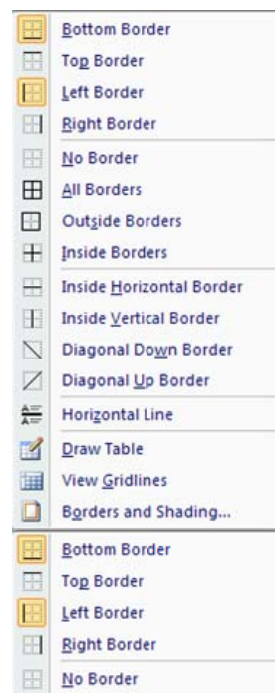 Bottom Border
Top Border
Left Border
Right Border
No Border
All Borders
Outside Borders
Inside Borders
Inside Horizontal Border
Inside Vertical Border
Diagonal Down Border
Diagonal Up Border
Horizontal Line
Draw Table
View Gridlines
Borders and Shading...
Bottom Border
Top Border
Left Border
Right Border
No Border